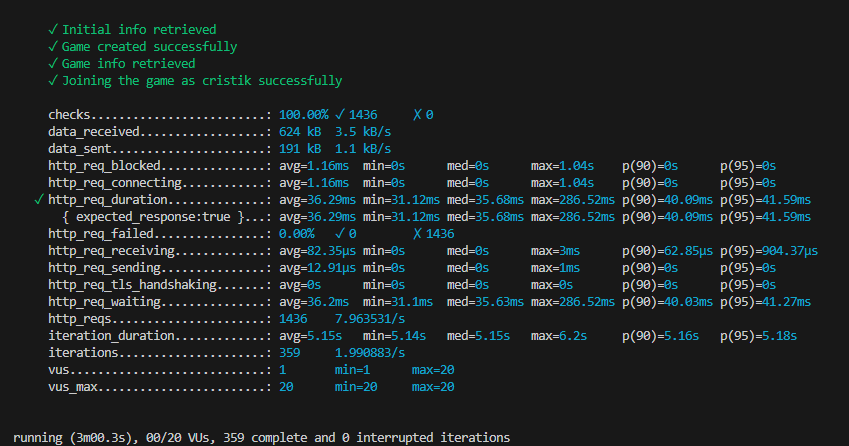 ✓ Initial info retrieved
✓ Game created successfully
✓ Game info retrieved
✓ Joining the game as cristik successfully
checks.........................: 100.00% ✓ 1436 ✗ 0
data_received..................: 624 kB 3.5 kB/s
data_sent......................: 191 kB 1.1 kB/s
http_req_blocked...............: avg=1.16ms min=0s med=0s max=1.04s p(90)=0s p(95)=0s
http_req_connecting............: avg=1.16ms min=0s med=0s max=1.04s p(90)=0s p(95)=0s
✓ http_req_duration..............: avg=36.29ms min=31.12ms med=35.68ms max=286.52ms p(90)=40.09ms p(95)=41.59ms
{ expected_response:true }...: avg=36.29ms min=31.12ms med=35.68ms max=286.52ms p(90)=40.09ms p(95)=41.59ms
http_req_failed................: 0.00% ✓ 0 ✗ 1436
http_req_receiving.............: avg=82.35µs min=0s med=0s max=3ms p(90)=62.85µs p(95)=904.37µs
http_req_sending...............: avg=12.91µs min=0s med=0s max=1ms p(90)=0s p(95)=0s
http_req_tls_handshaking.......: avg=0s min=0s med=0s max=0s p(90)=0s p(95)=0s
http_req_waiting...............: avg=36.2ms min=31.1ms med=35.63ms max=286.52ms p(90)=40.03ms p(95)=41.27ms
http_reqs......................: 1436 7.963531/s
iteration_duration.............: avg=5.15s min=5.14s med=5.15s max=6.2s p(90)=5.16s p(95)=5.18s
iterations.....................: 359 1.990883/s
vus............................: 1 min=1 max=20
vus_max........................: 20 min=20 max=20
running (3m00.3s), 00/20 VUs, 359 complete and 0 interrupted iterations